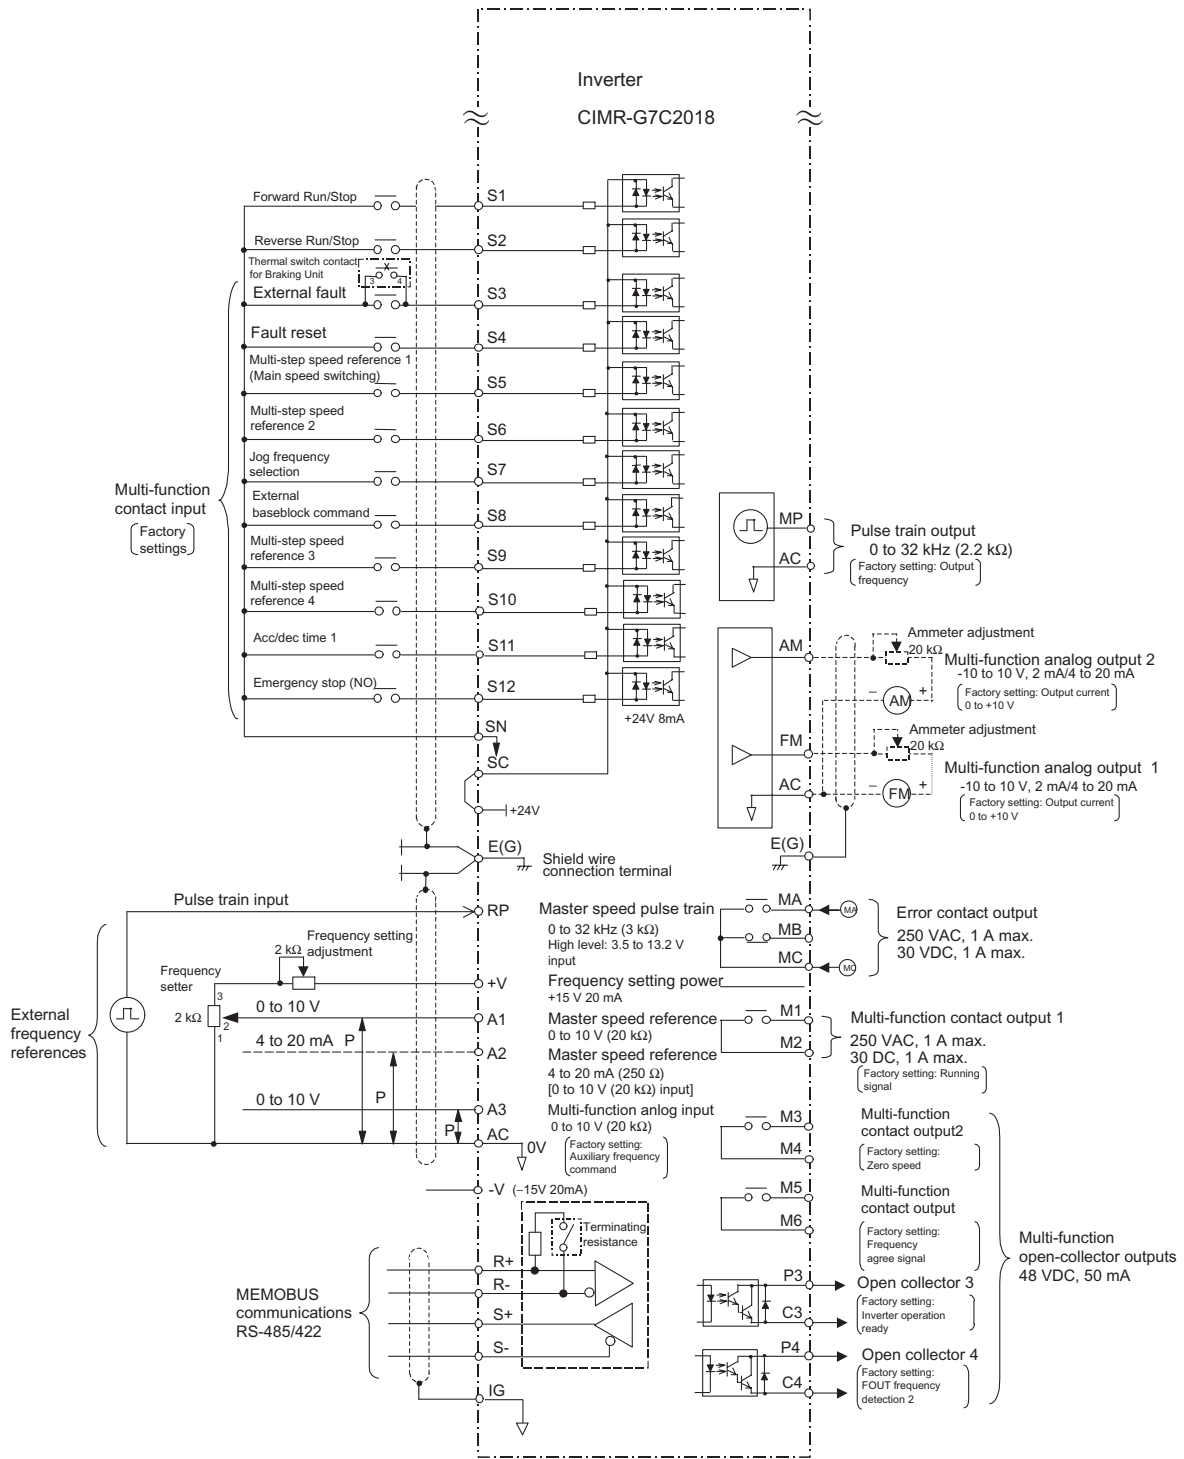 Inverter
CIMR-G7C2018
Forward Run/Stop
S1
Reverse Run/Stop
S2
Thermal switch contact
for Braking Unit
3 4
External fault
S3
Fault reset
S4
Multi-step speed reference 1
(Main speed switching)
S5
Multi-step speed
reference 2
S6
Jog frequency
selection
S7
Multi-function
contact input
Factory
settings
External
baseblock command
S8
Multi-step speed
reference 3
S9
Multi-step speed
reference 4
S10
Acc/dec time 1
S11
Emergency stop (NO)
S12
+24V 8mA
SN
SC
+24V
E(G)
Shield wire
connection terminal
MP
AC
Pulse train output
0 to 32 kHz (2.2 kΩ)
Factory setting: Output
frequency
AM
Ammeter adjustment
20 kΩ
Multi-function analog output 2
-10 to 10 V, 2 mA/4 to 20 mA
− AM +
Factory setting: Output current
0 to +10 V
FM
Ammeter adjustment
20 kΩ
Multi-function analog output 1
-10 to 10 V, 2 mA/4 to 20 mA
AC
− FM +
Factory setting: Output current
0 to +10 V
E(G)
Pulse train input
RP
Master speed pulse train
0 to 32 kHz (3 kΩ)
High level: 3.5 to 13.2 V
input
Frequency setting
adjustment
2 kΩ
Frequency
setter
+V
Frequency setting power
+15 V 20 mA
External
frequency
references
2 kΩ
3
2
1
0 to 10 V
A1
Master speed reference
0 to 10 V (20 kΩ)
4 to 20 mA
P
A2
Master speed reference
4 to 20 mA (250 Ω)
[0 to 10 V (20 kΩ) input]
P
0 to 10 V
A3
Multi-function anlog input
0 to 10 V (20 kΩ)
P
AC
0V
Factory setting:
Auxiliary frequency
command
-V
(−15V 20mA)
MA
MA
MB
MC
MC
Error contact output
250 VAC, 1 A max.
30 VDC, 1 A max.
M1
M2
Multi-function contact output 1
250 VAC, 1 A max.
30 DC, 1 A max.
Factory setting: Running
signal
M3
M4
Multi-function
contact output2
Factory setting:
Zero speed
M5
M6
Multi-function
contact output
Factory setting:
Frequency
agree signal
Multi-function
open-collector outputs
48 VDC, 50 mA
Terminating
resistance
MEMOBUS
communications
RS-485/422
R+
R-
S+
S-
IG
P3
C3
Open collector 3
Factory setting:
Inverter operation
ready
P4
C4
Open collector 4
Factory setting:
FOUT frequency
detection 2